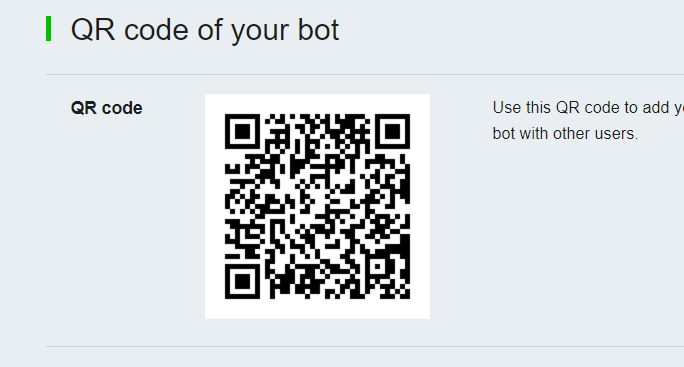 QR code of your bot
QR code
Use this QR code to add
bot with other users.